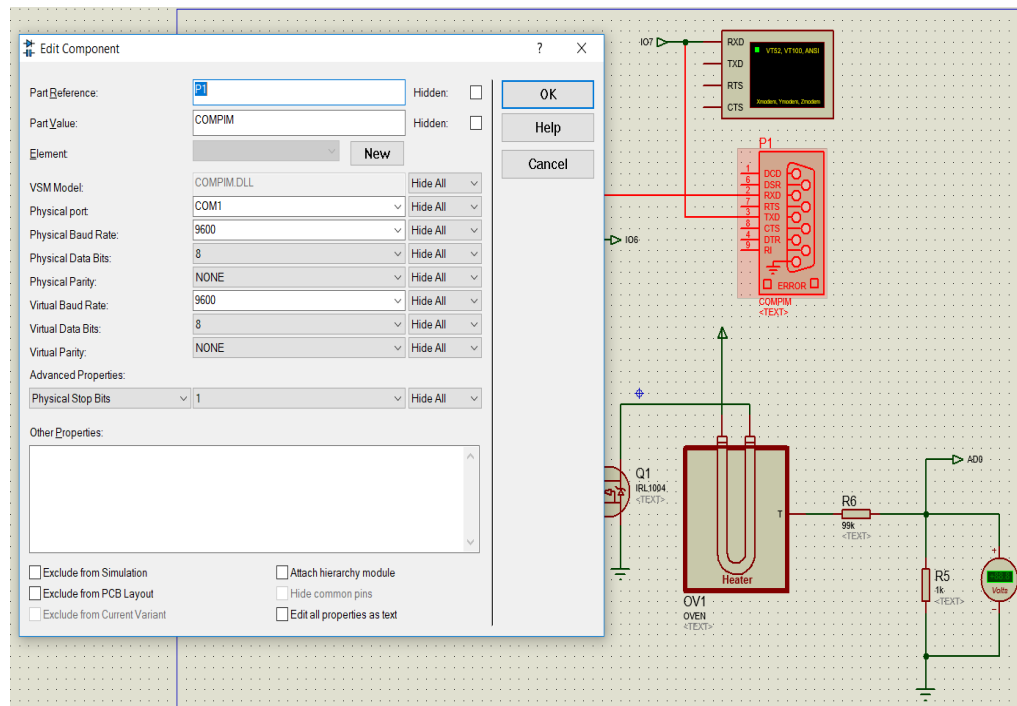 Edit Component
?
X
Part Reference:
P1
Hidden:
OK
Part Value:
COMPIM
Hidden:
Help
Element:
New
Cancel
VSM Model:
COMPIM.DLL
Hide All
Physical port:
COM1
Hide All
Physical Baud Rate:
9600
Hide All
Physical Data Bits:
8
Hide All
Physical Parity:
NONE
Hide All
Virtual Baud Rate:
9600
Hide All
Virtual Data Bits:
8
Hide All
Virtual Parity:
NONE
Hide All
Advanced Properties:
Physical Stop Bits
1
Hide All
Other Properties:
Exclude from Simulation
Attach hierarchy module
Exclude from PCB Layout
Hide common pins
Exclude from Current Variant
Edit all properties as text
IO7
RXD
TXD
RTS
CTS
VT52, VT100, ANSI
Xmodem, Ymodem, Zmodem
P1
1
DCD
6
DSR
2
RXD
7
RTS
3
TXD
8
CTS
4
DTR
9
RI
ERROR
COMPIM
<TEXT>
IO6
Q1
IRL1004
<TEXT>
T
Heater
OV1
OVEN
<TEXT>
R6
99k
<TEXT>
AD0
R5
1k
<TEXT>
+
Volts
-